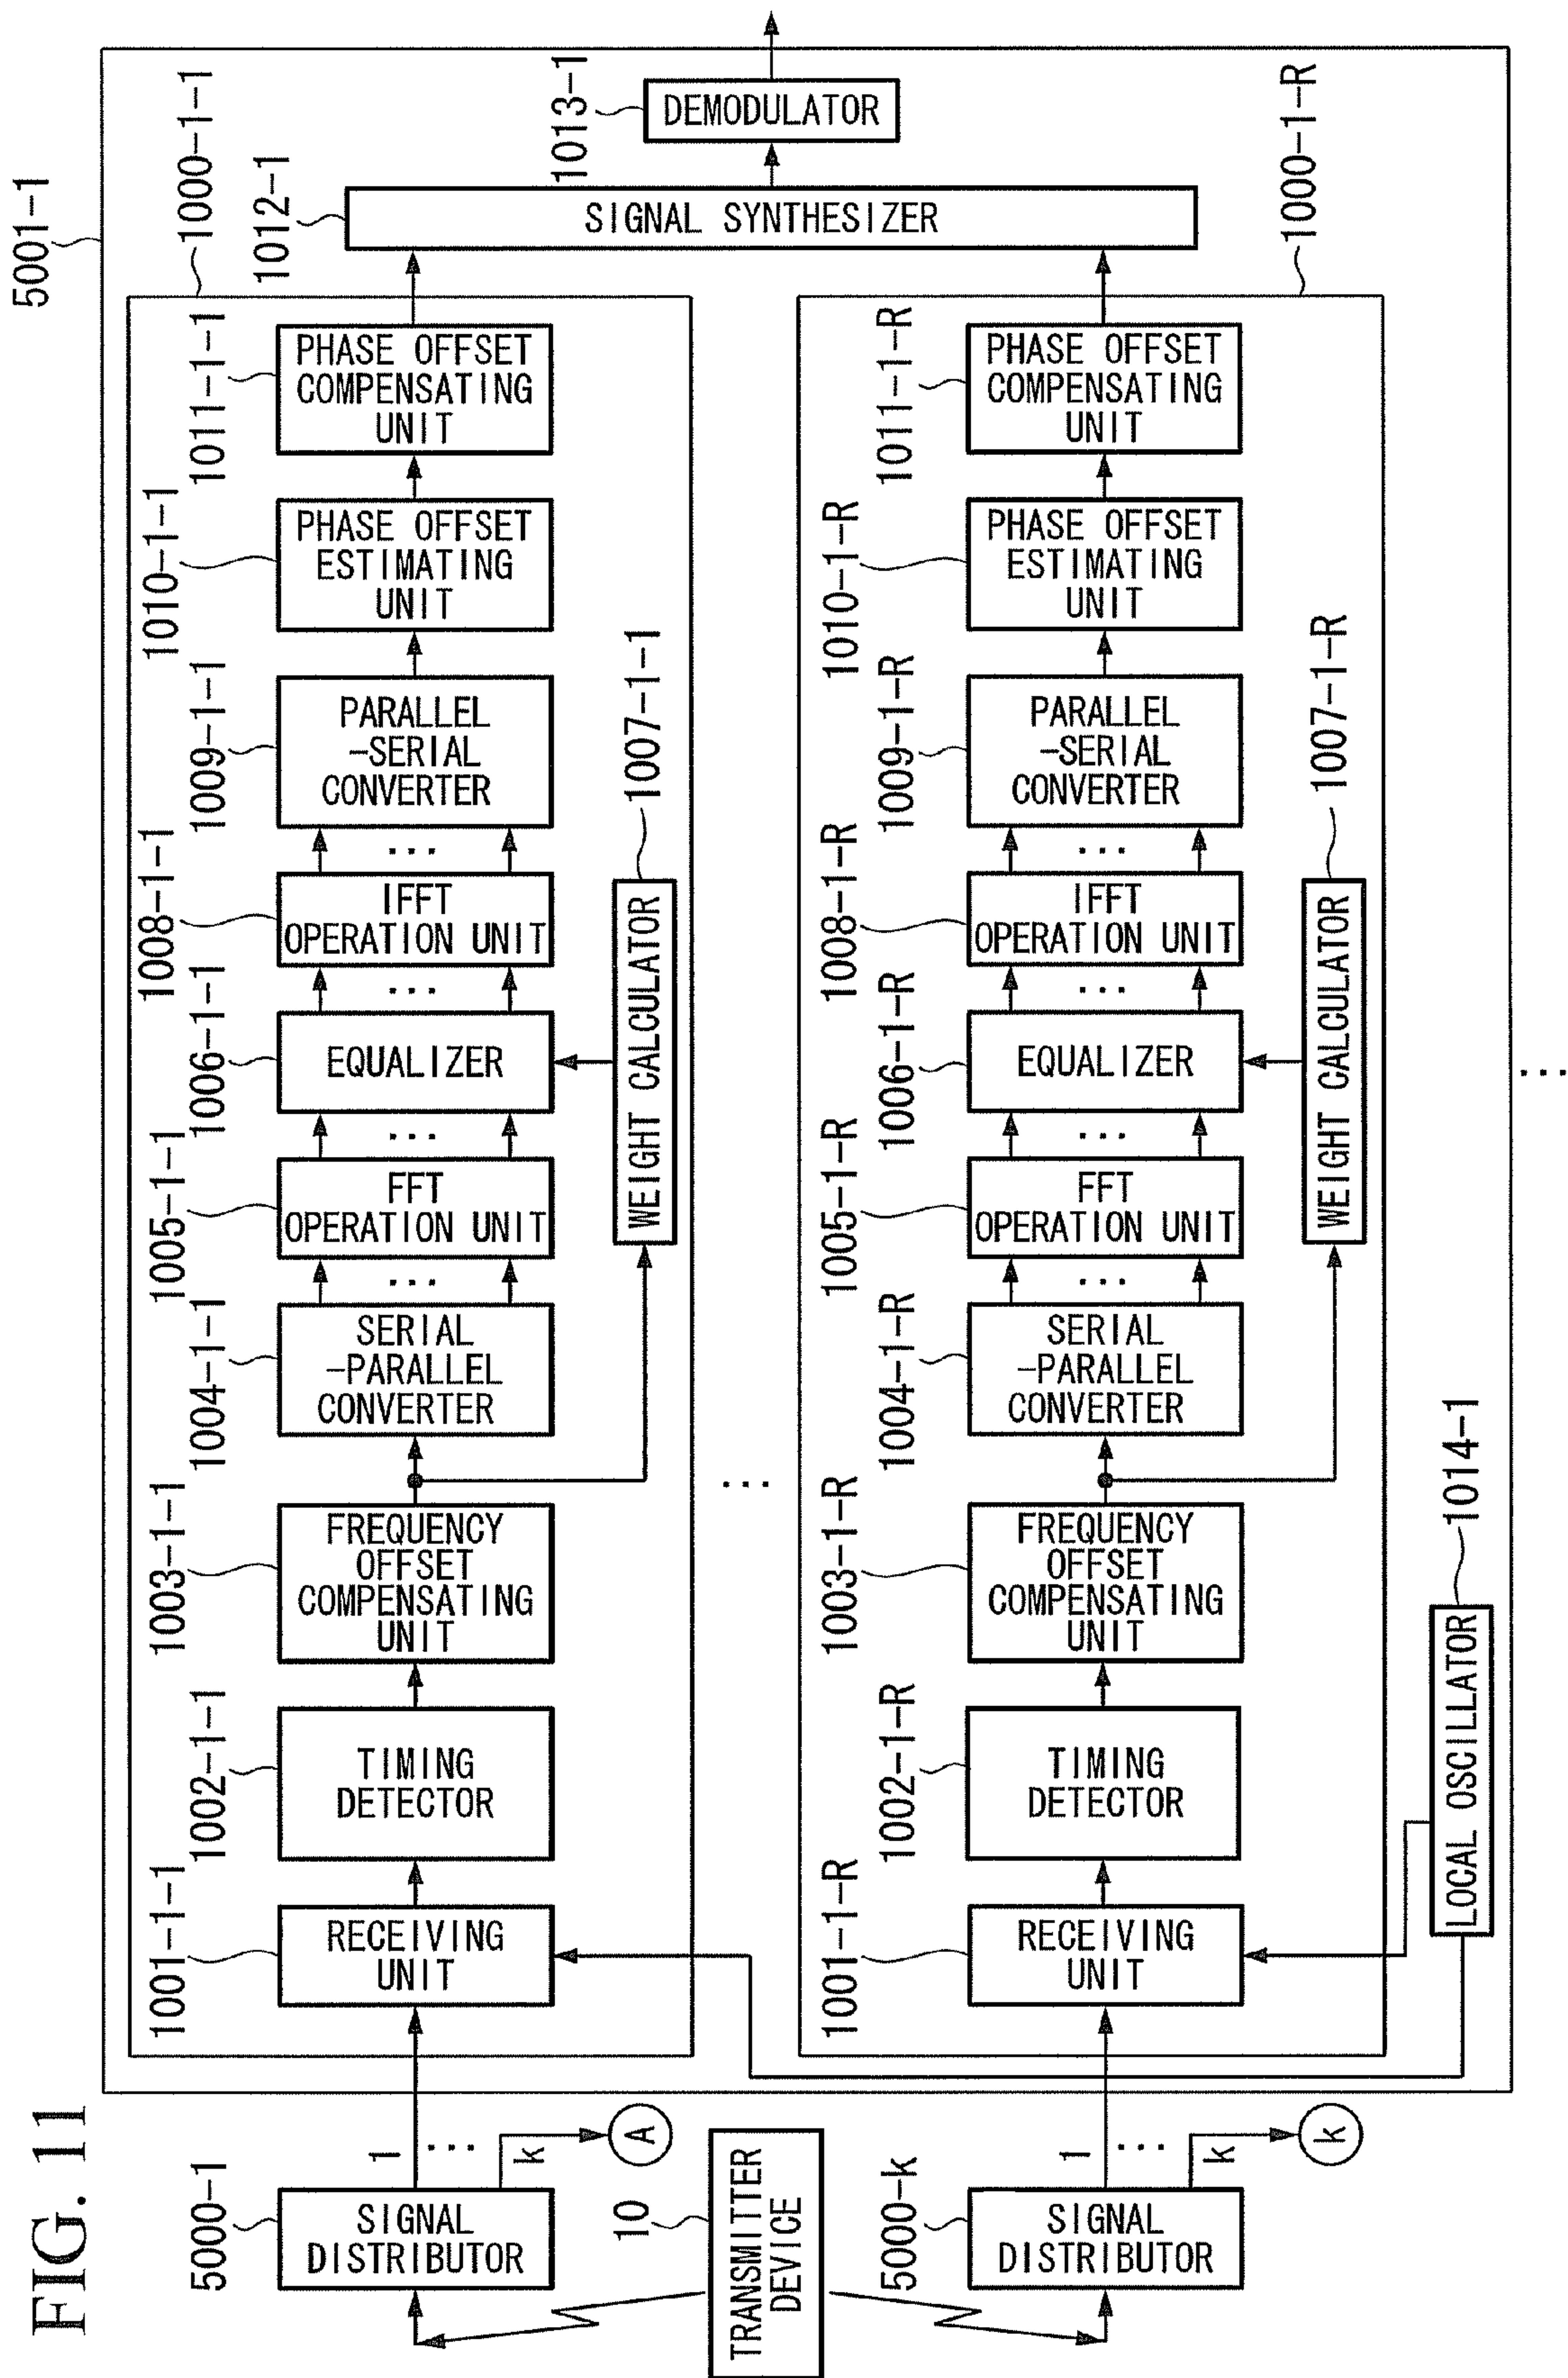 FIG. 11
5001-1
1000-1-1
5000-1
SIGNAL
DISTRIBUTOR
1
...
k
A
1001-1-1
RECEIVING
UNIT
1002-1-1
TIMING
DETECTOR
1003-1-1
FREQUENCY
OFFSET
COMPENSATING
UNIT
1004-1-1
SERIAL
-PARALLEL
CONVERTER
...
1005-1-1
FFT
OPERATION UNIT
...
1006-1-1
EQUALIZER
...
1007-1-1
WEIGHT CALCULATOR
1008-1-1
IFFT
OPERATION UNIT
...
1009-1-1
PARALLEL
-SERIAL
CONVERTER
1010-1-1
PHASE OFFSET
ESTIMATING
UNIT
1011-1-1
PHASE OFFSET
COMPENSATING
UNIT
1012-1
SIGNAL SYNTHESIZER
1013-1
DEMODULATOR
10
TRANSMITTER
DEVICE
...
1000-1-R
5000-k
SIGNAL
DISTRIBUTOR
1
...
k
k
1001-1-R
RECEIVING
UNIT
1002-1-R
TIMING
DETECTOR
1003-1-R
FREQUENCY
OFFSET
COMPENSATING
UNIT
1004-1-R
SERIAL
-PARALLEL
CONVERTER
...
1005-1-R
FFT
OPERATION UNIT
...
1006-1-R
EQUALIZER
...
1007-1-R
WEIGHT CALCULATOR
1008-1-R
IFFT
OPERATION UNIT
...
1009-1-R
PARALLEL
-SERIAL
CONVERTER
1010-1-R
PHASE OFFSET
ESTIMATING
UNIT
1011-1-R
PHASE OFFSET
COMPENSATING
UNIT
1014-1
LOCAL OSCILLATOR
...